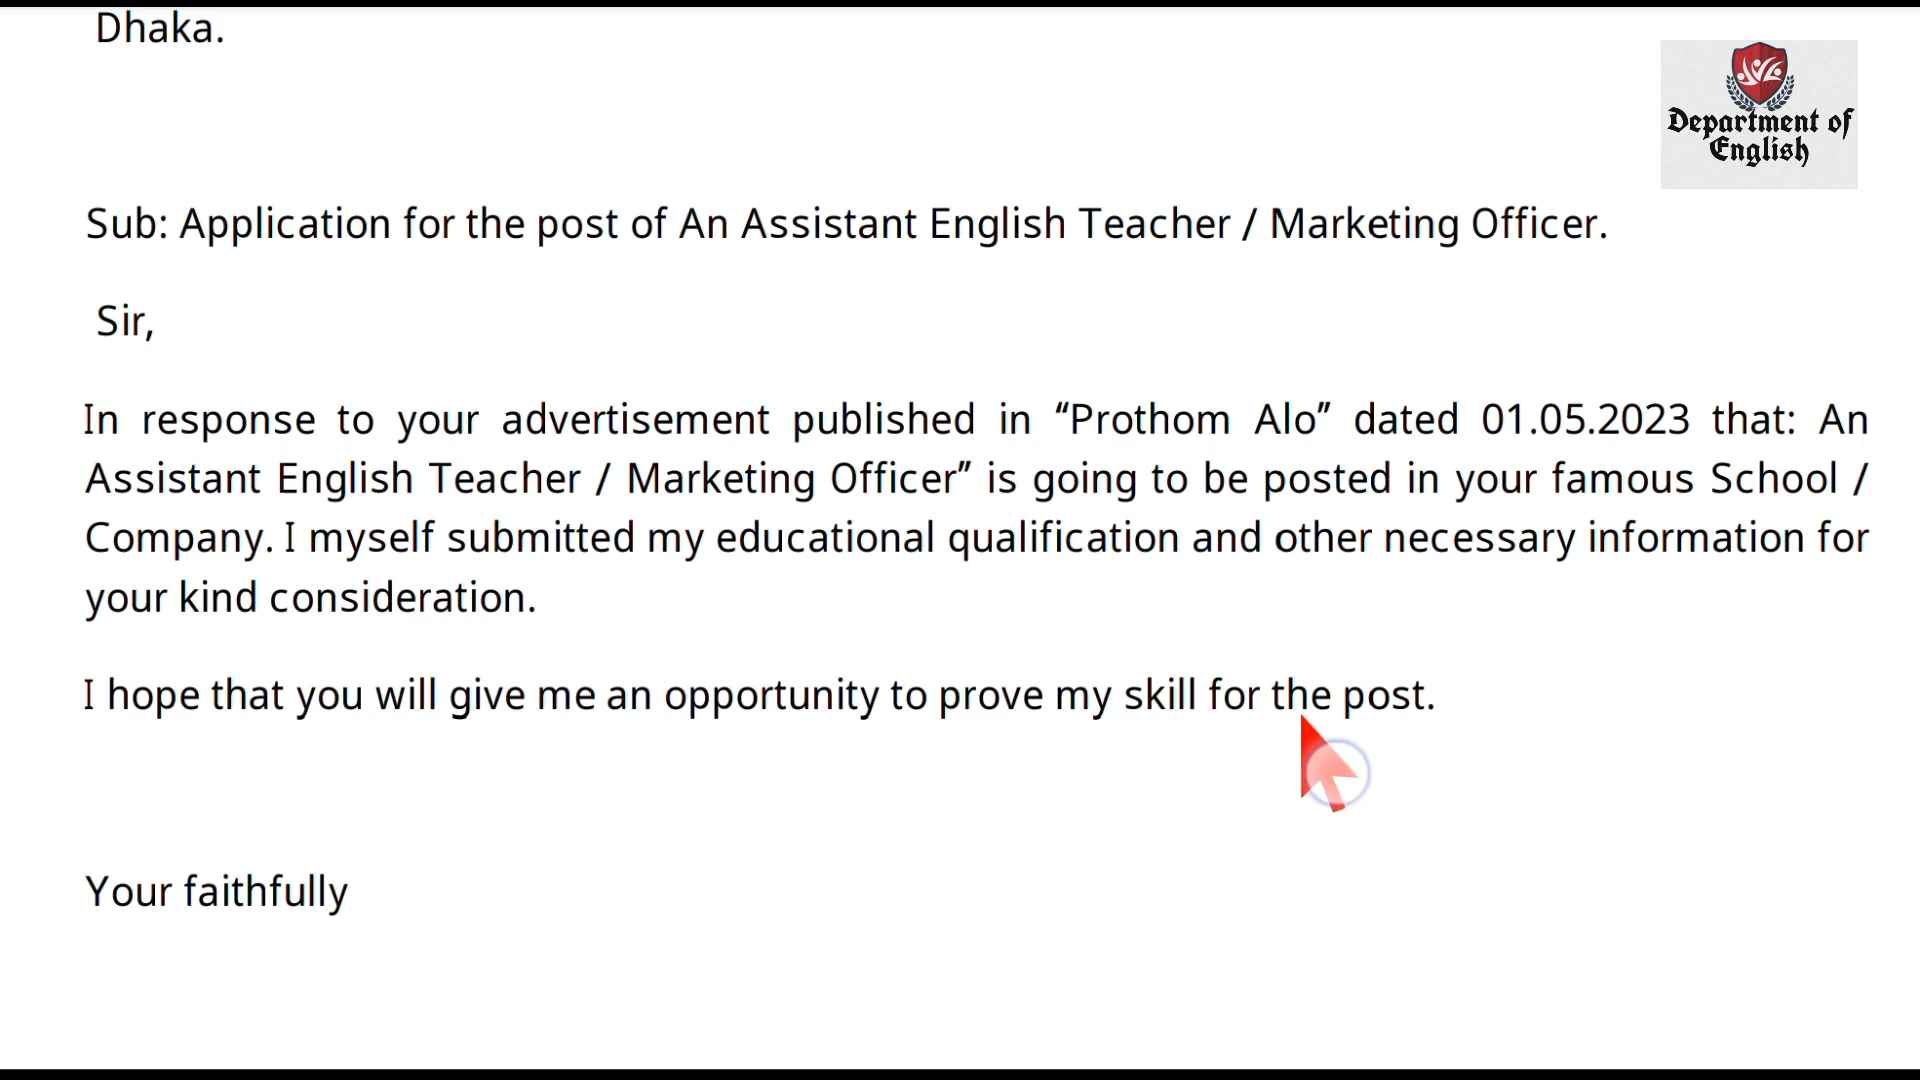 Dhaka.
Department of
English
Sub: Application for the post of An Assistant English Teacher / Marketing Officer.
Sir,
In response to your advertisement published in “Prothom Alo” dated 01.05.2023 that: An
Assistant English Teacher / Marketing Officer” is going to be posted in your famous School /
Company. I myself submitted my educational qualification and other necessary information for
your kind consideration.
I hope that you will give me an opportunity to prove my skill for the post.
Your faithfully